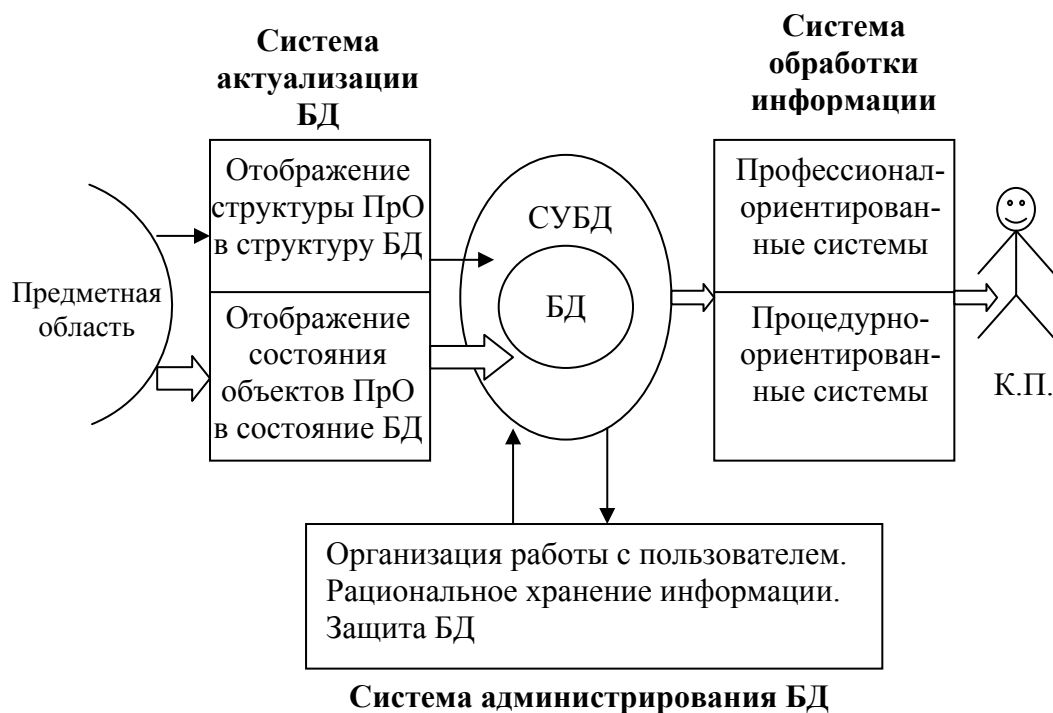 Система
актуализации
БД
Система
обработки
информации
Предметная
область
Отображение
структуры ПрО
в структуру БД
Отображение
состояния
объектов ПрО
в состояние БД
СУБД
БД
Профессионал-
ориентирован-
ные системы
Процедурно-
ориентирован-
ные системы
К.П.
Организация работы с пользователем.
Рациональное хранение информации.
Защита БД
Система администрирования БД